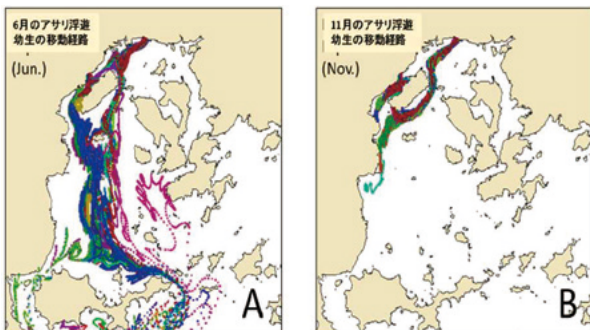 6月のアサリ浮遊
幼生の移動経路
(Jun.)
A
11月のアサリ浮遊
幼生の移動経路
(Nov.)
B